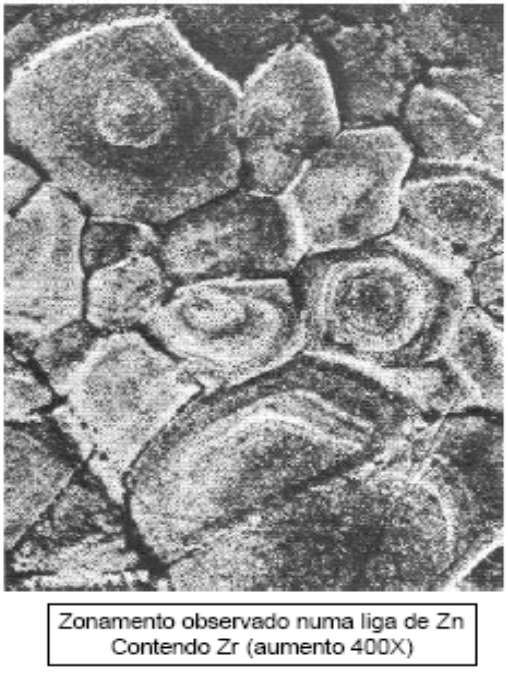 Zonamento observado numa liga de Zn
Contendo Zr (aumento 400X)